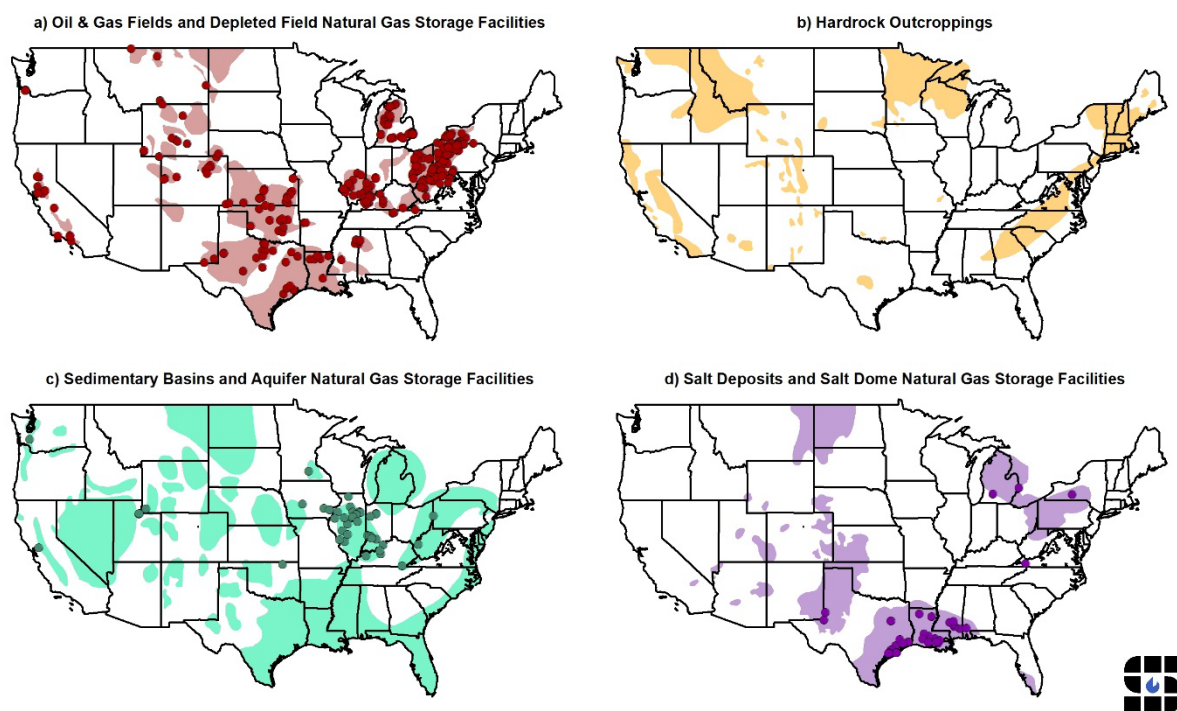 a) Oil & Gas Fields and Depleted Field Natural Gas Storage Facilities
b) Hardrock Outcroppings
c) Sedimentary Basins and Aquifer Natural Gas Storage Facilities
d) Salt Deposits and Salt Dome Natural Gas Storage Facilities